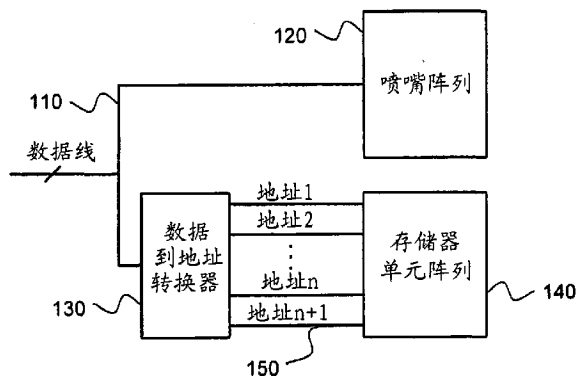 120
喷嘴阵列
110
数据线
地址1
地址2
数据
到地址
转换器
存储器
单元阵列
地址n
地址n+1
130
140
150